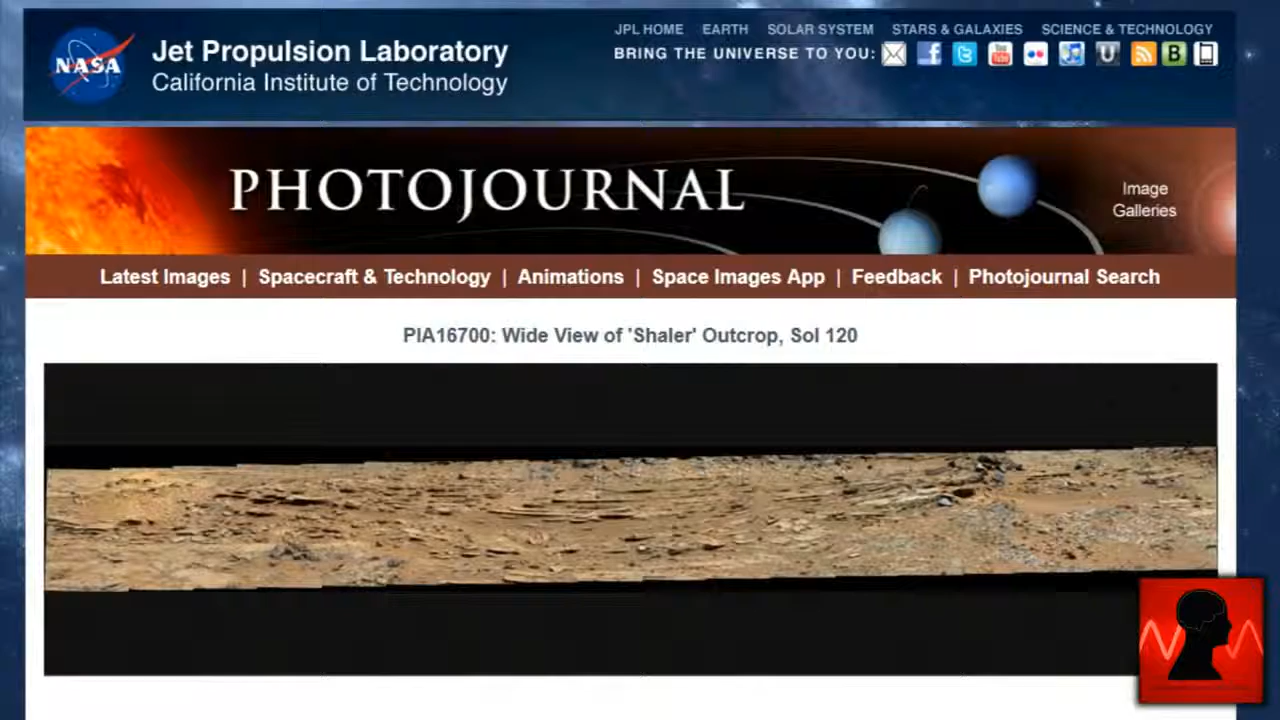 NASA
Jet Propulsion Laboratory
California Institute of Technology
JPL HOME EARTH SOLAR SYSTEM STARS & GALAXIES SCIENCE & TECHNOLOGY
BRING THE UNIVERSE TO YOU:
You Tube
U
B
PHOTOJOURNAL
Image
Galleries
Latest Images | Spacecraft & Technology | Animations | Space Images App | Feedback | Photojournal Search
PIA16700: Wide View of 'Shaler' Outcrop, Sol 120